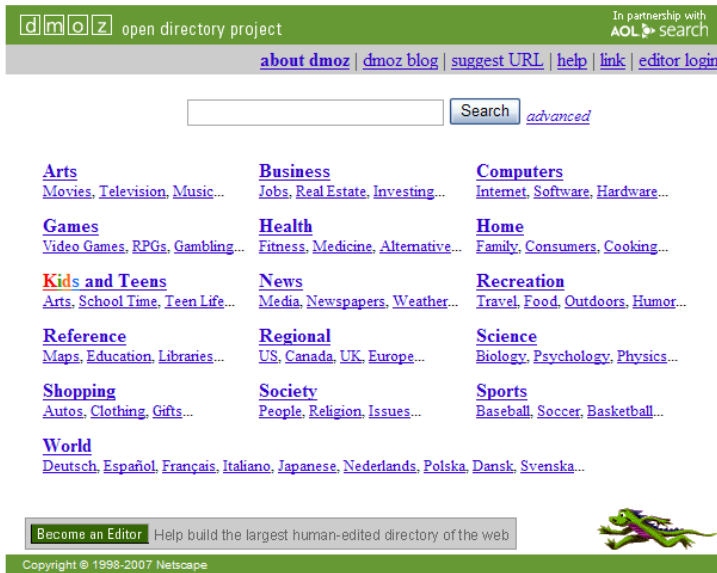 dmoz open directory project
In partnership with
AOL search
about dmoz | dmoz blog | suggest URL | help | link | editor login
Search advanced
Arts Business Computers
Movies, Television, Music... Jobs, Real Estate, Investing... Internet, Software, Hardware...
Games Health Home
Video Games, RPGs, Gambling... Fitness, Medicine, Alternative... Family, Consumers, Cooking...
Kids and Teens News Recreation
Arts, School Time, Teen Life... Media, Newspapers, Weather... Travel, Food, Outdoors, Humor...
Reference Regional Science
Maps, Education, Libraries... US, Canada, UK, Europe... Biology, Psychology, Physics...
Shopping Society Sports
Autos, Clothing, Gifts... People, Religion, Issues... Baseball, Soccer, Basketball...
World
Deutsch, Español, Français, Italiano, Japanese, Nederlands, Polska, Dansk, Svenska...
Become an Editor Help build the largest human-edited directory of the web
Copyright © 1998-2007 Netscape